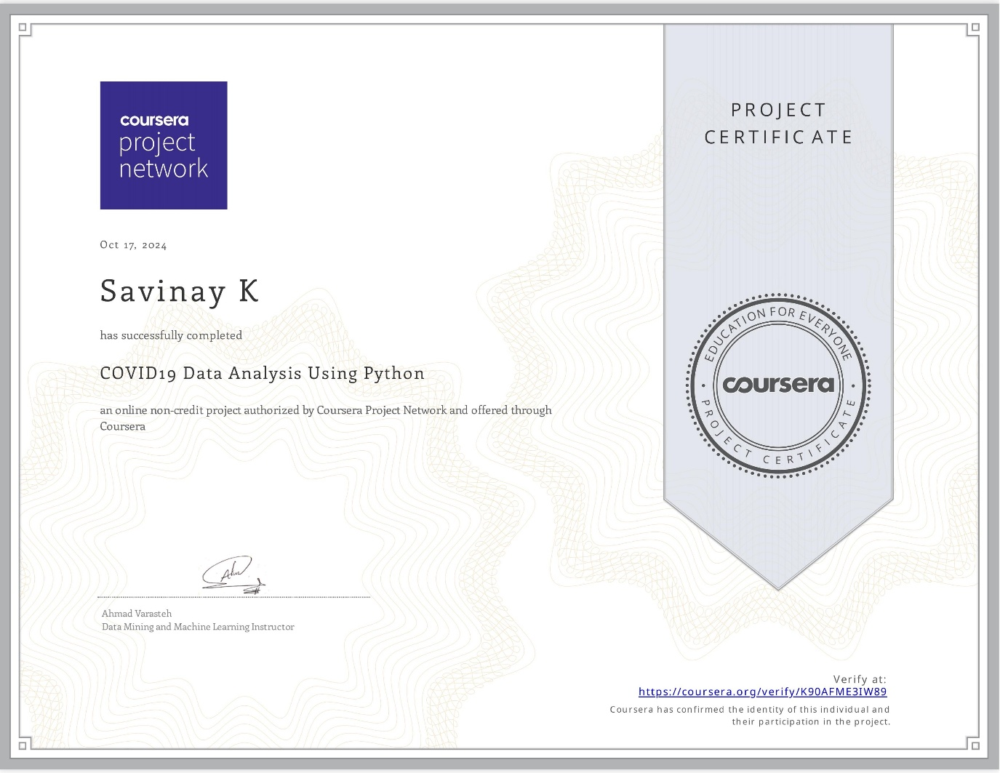 coursera
project
network
PROJECT
CERTIFICATE
Oct 17, 2024
Savinay K
has successfully completed
COVID19 Data Analysis Using Python
an online non-credit project authorized by Coursera Project Network and offered through
Coursera
EDUCATION FOR EVERYONE
coursera
PROJECT CERTIFICATE
Ahmad Varasteh
Data Mining and Machine Learning Instructor
Verify at:
https://coursera.org/verify/K90AFME3IW89
Coursera has confirmed the identity of this individual and
their participation in the project.